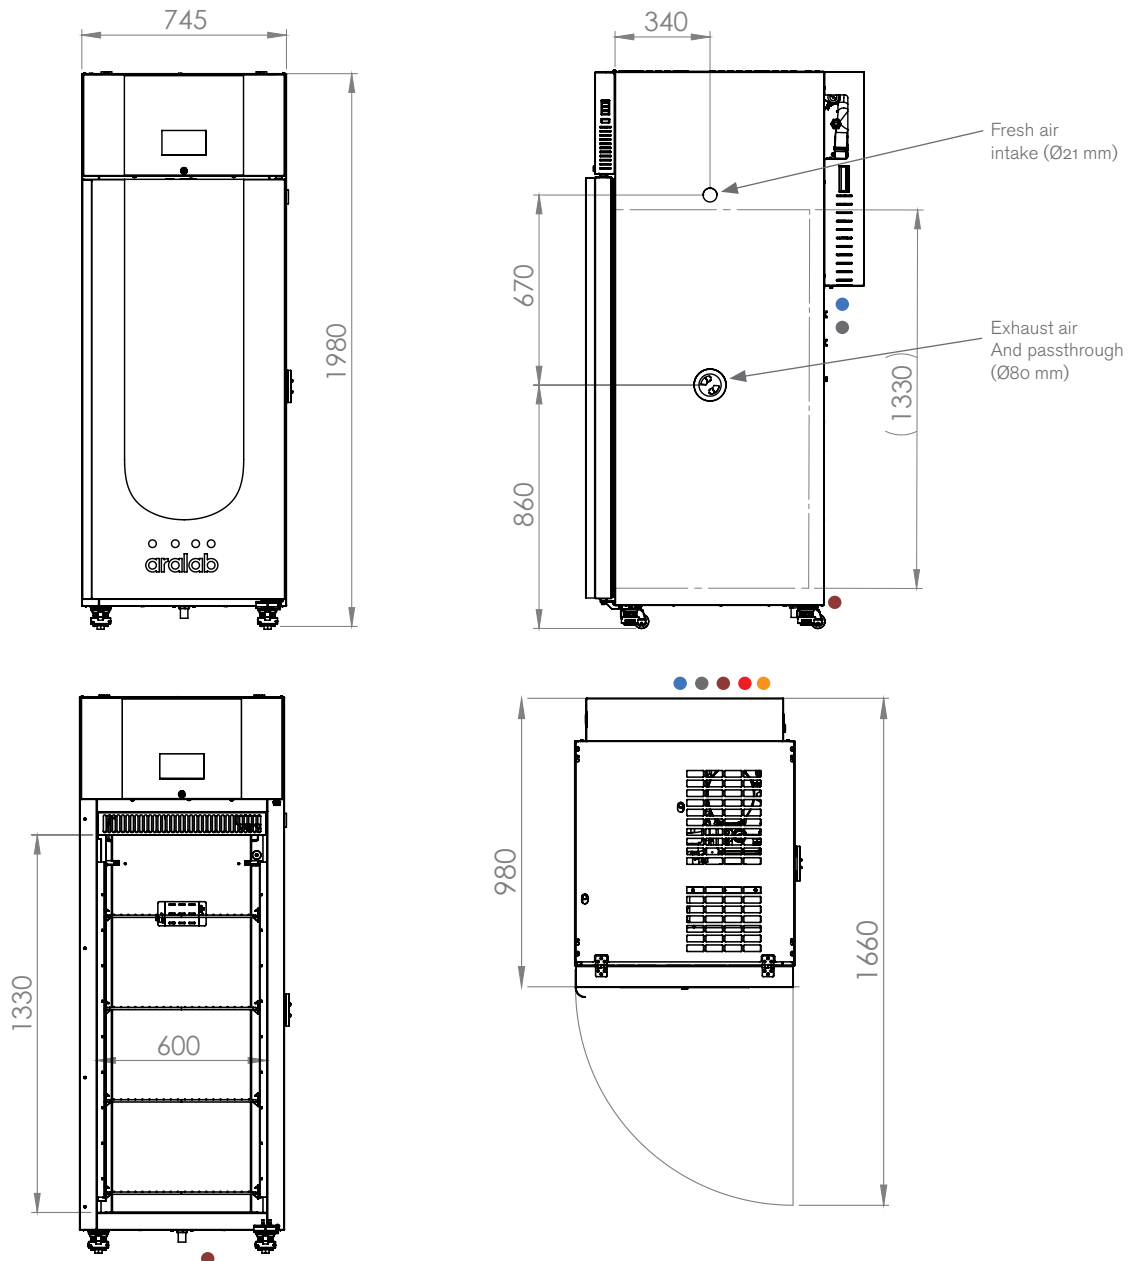 745
340
Fresh air
intake (Ø21 mm)
670
1980
Exhaust air
And passthrough
(Ø80 mm)
(1330)
860
aralab
980
1660
1330
600